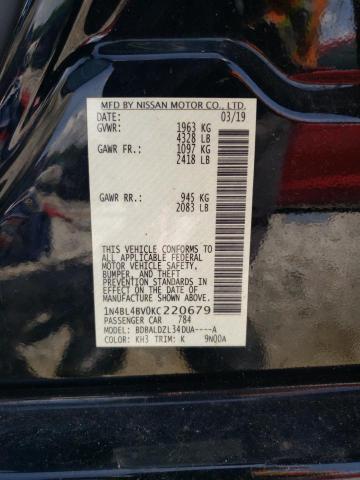 MFD BY NISSAN MOTOR CO., LTD.
DATE: 03/19
GVWR: 1963 KG
4328 LB
GAWR FR: 1097 KG
2418 LB
GAWR RR: 945 KG
2083 LB
THIS VEHICLE CONFORMS TO
ALL APPLICABLE FEDERAL
MOTOR VEHICLE SAFETY,
BUMPER, AND THEFT
PREVENTION STANDARDS IN
EFFECT ON THE DATE OF
MANUFACTURE SHOWN ABOVE.
1N4BL4BV0KC220679
PASSENGER CAR 784
MODEL: BDBALDZL34DUA----A
COLOR: KH3 TRIM: K 9N00A